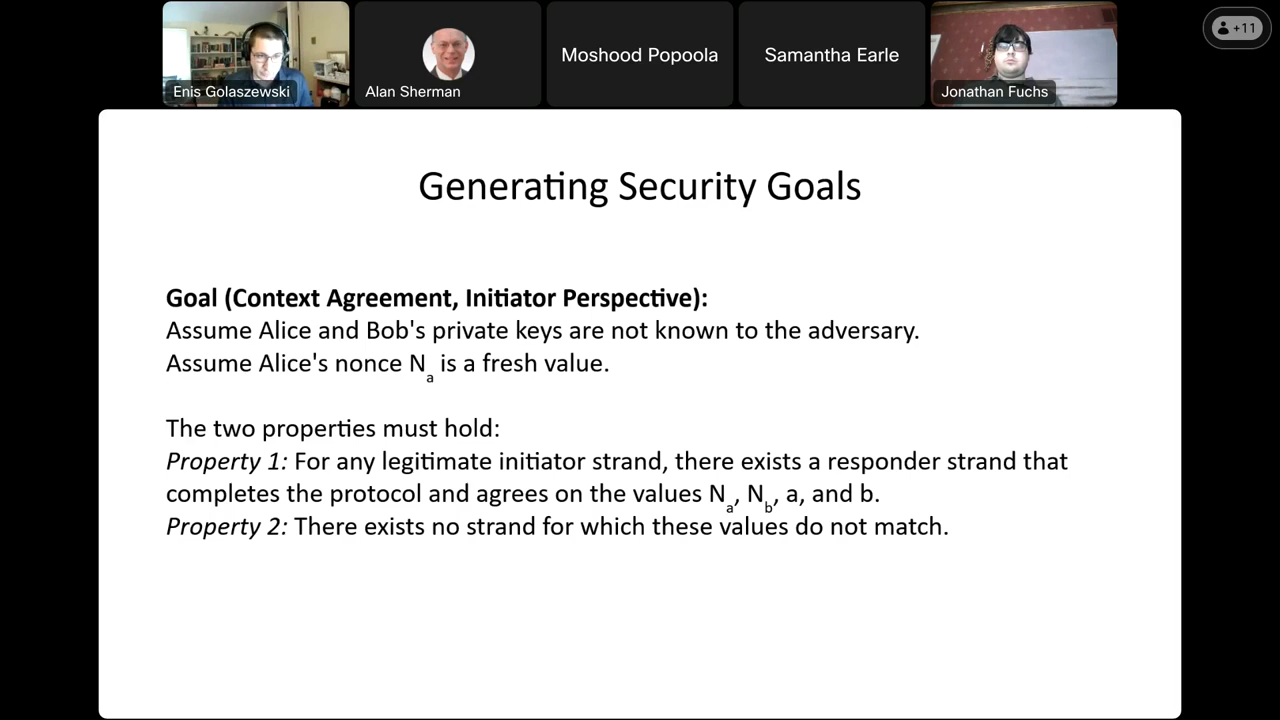 Enis Golaszewski
Alan Sherman
Moshood Popoola
Samantha Earle
Jonathan Fuchs
+11
Generating Security Goals
Goal (Context Agreement, Initiator Perspective):
Assume Alice and Bob's private keys are not known to the adversary.
Assume Alice's nonce Na is a fresh value.
The two properties must hold:
Property 1: For any legitimate initiator strand, there exists a responder strand that
completes the protocol and agrees on the values Na, Nb, a, and b.
Property 2: There exists no strand for which these values do not match.